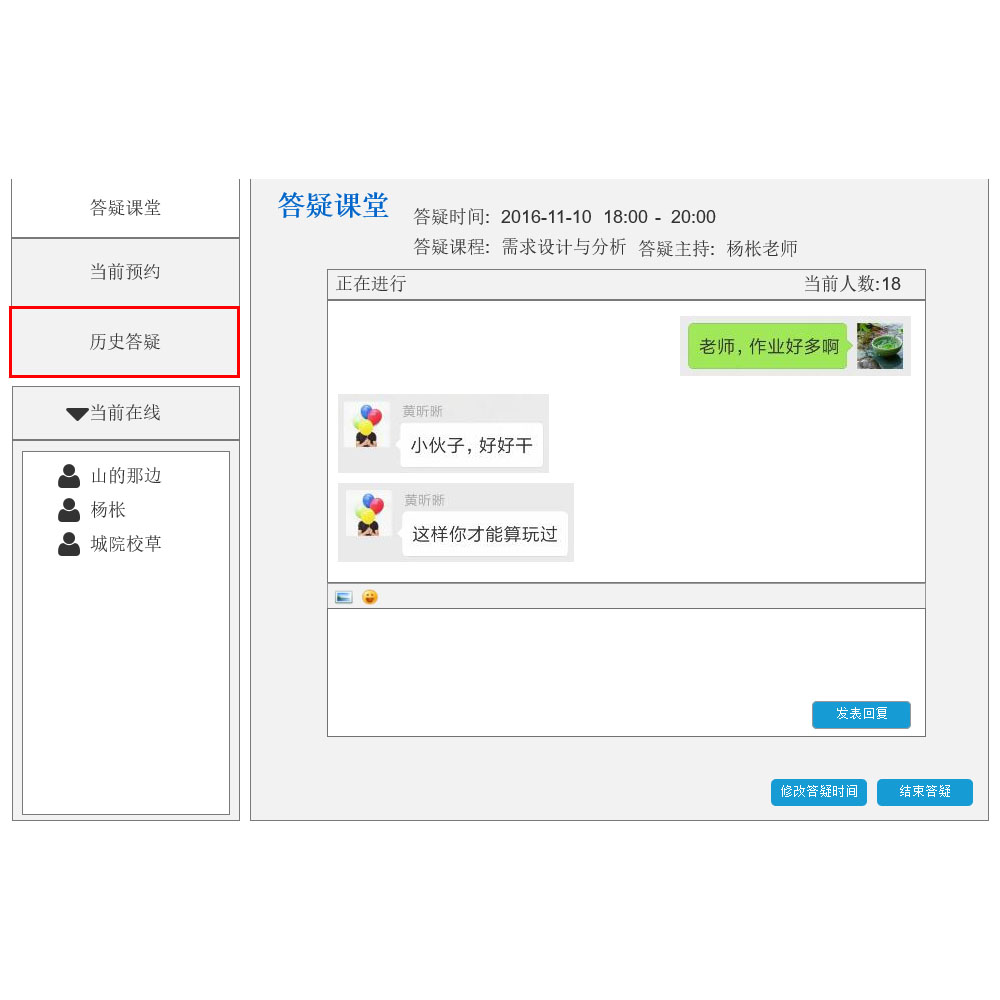 答疑课堂
当前预约
历史答疑
当前在线
山的那边
杨枨
城院校草
答疑课堂
答疑时间: 2016-11-10 18:00 - 20:00
答疑课程: 需求设计与分析 答疑主持: 杨枨老师
正在进行 当前人数:18
老师，作业好多啊
黄昕晰
小伙子，好好干
黄昕晰
这样你才能算玩过
发表回复
修改答疑时间 结束答疑